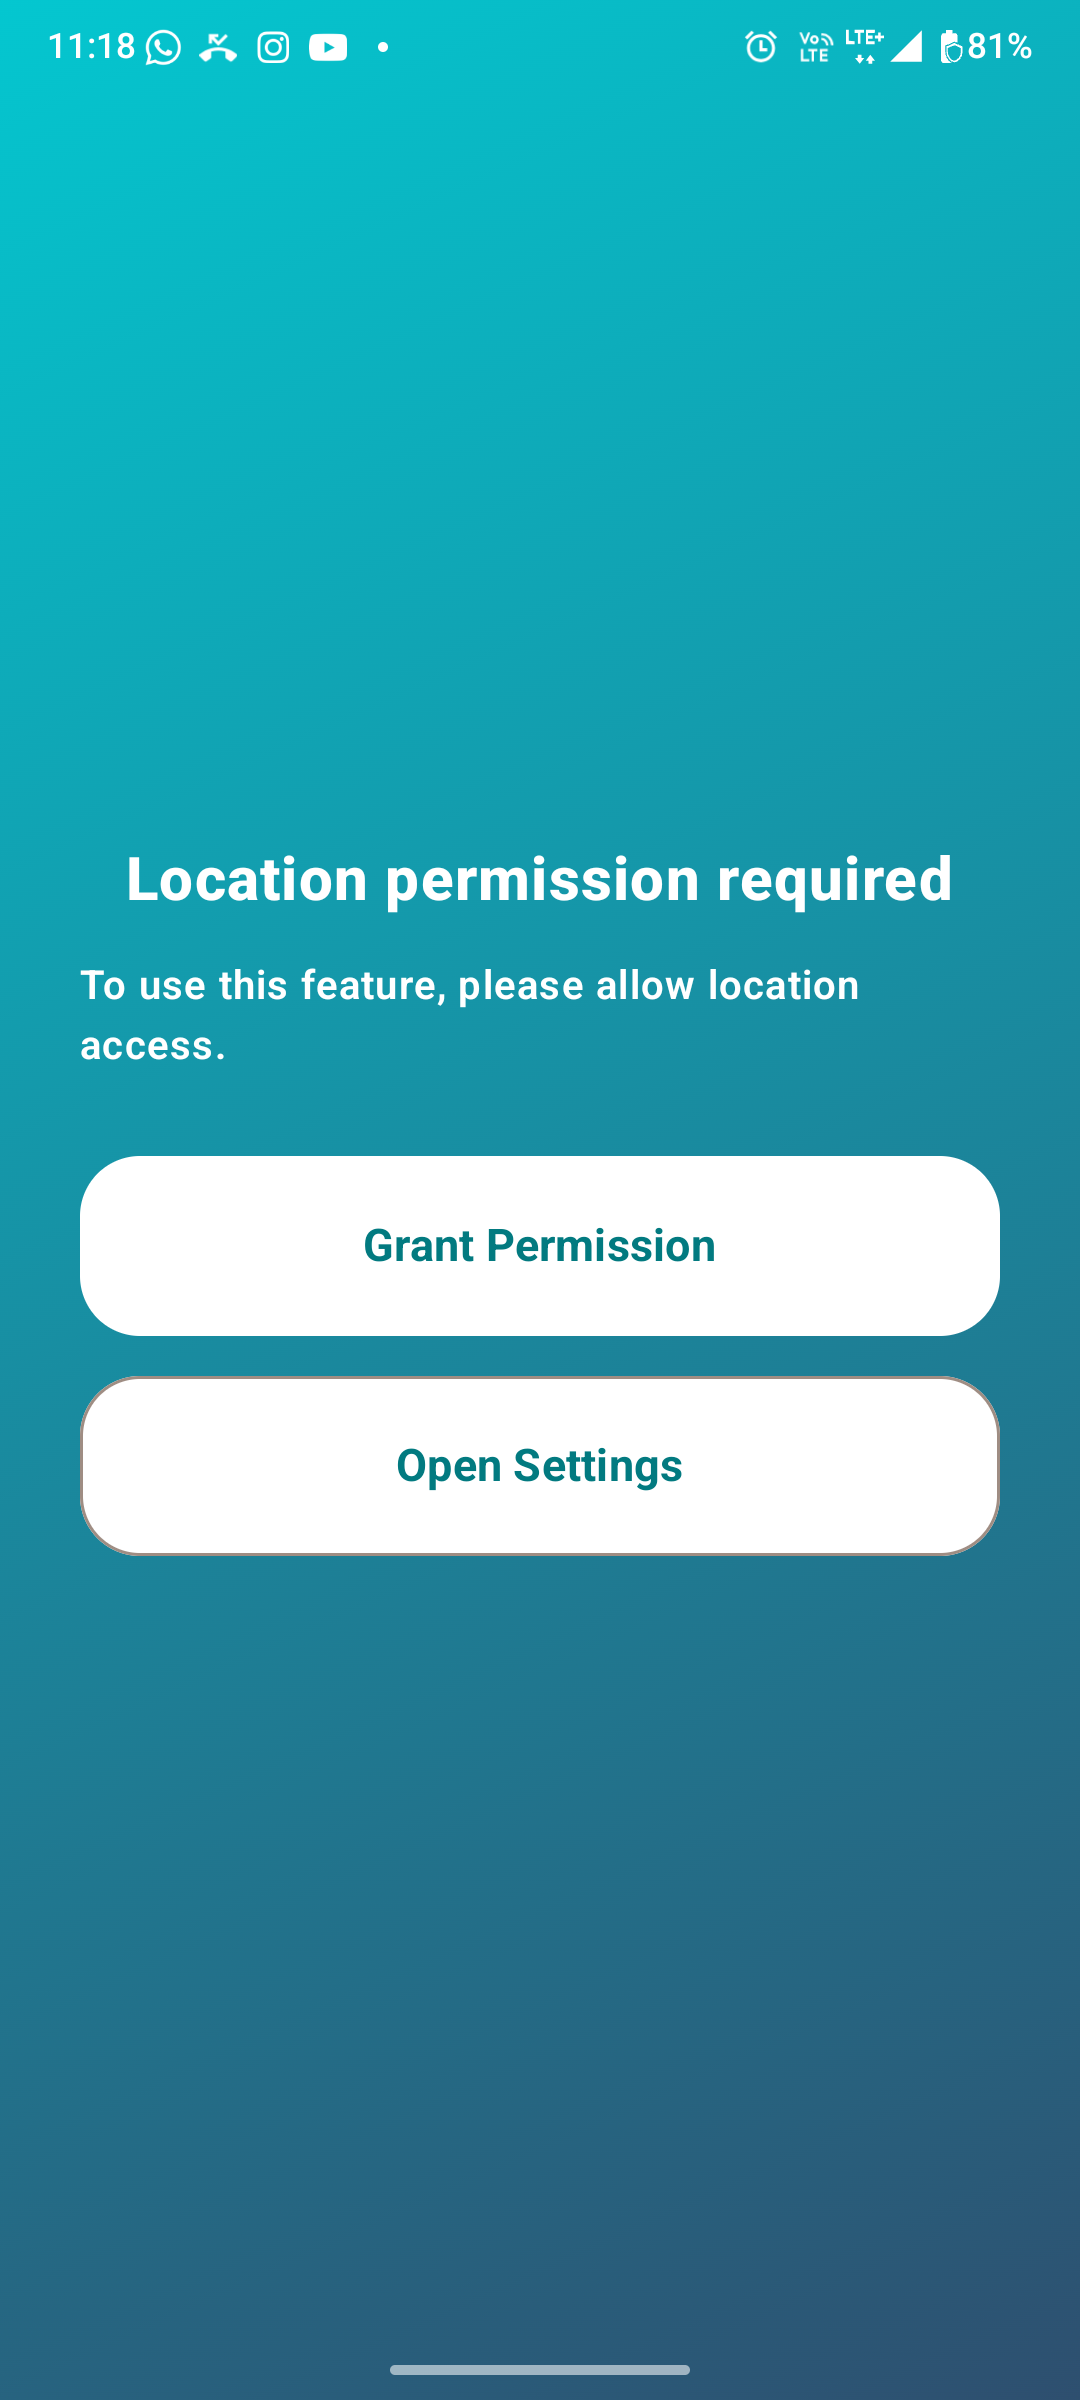 11:18
Vo LTE LTE+ 81%
Location permission required
To use this feature, please allow location
access.
Grant Permission
Open Settings